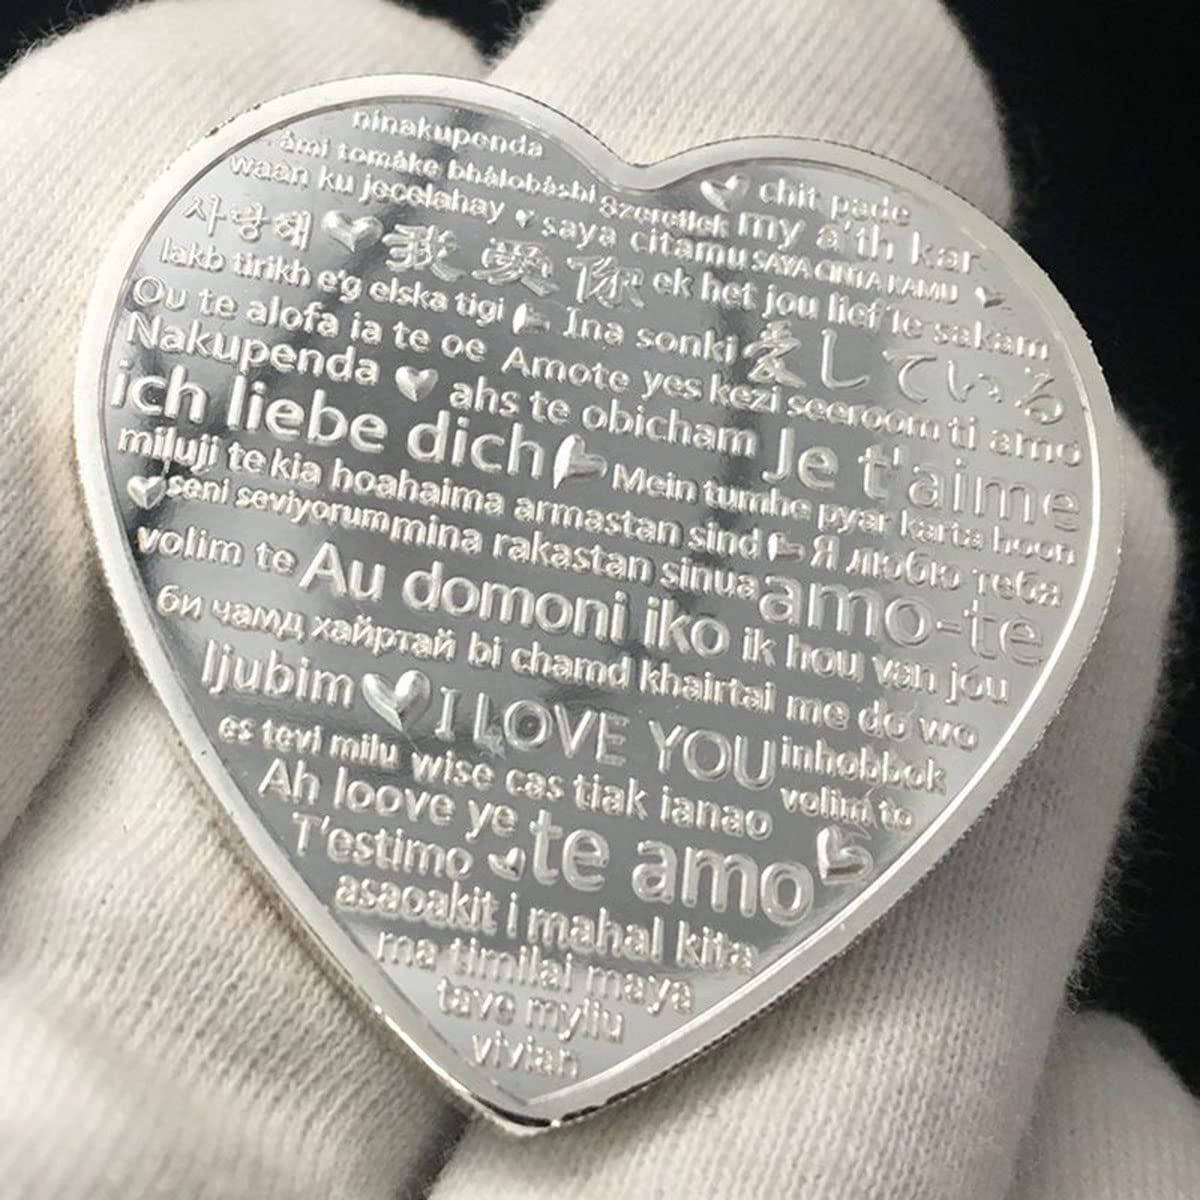 ninakupenda
ami tomake bhalobashi szeretlek chit pade
waan ku jecelahay saya citamu my a'th kar
사랑해 我愛你 SAYA CINTA KAMU
lakb tirikh e'g elska tigi ek het jou lief Te sakam
Ou te alofa ia te oe Ina sonki 愛している
Nakupenda Amote yes kezi seeroom ti amo
ich liebe dich ahs te obicham Je t'aime
miluji te kia hoahaima armastan sind Mein tumhe pyar karta hoon
seni seviyorum mina rakastan sinua Я люблю тебя
volim te Au domoni iko amo-te
би чамд хайртай bi chamd khairtai ik hou van jóu
ljubim I LOVE YOU me do wo
es tevi milu wise cas tiak ianao inhobbok
Ah loove ye te amo volim to
T'estimo
asaoakit i mahal kita
ma timilai maya
tave myliu
vivian